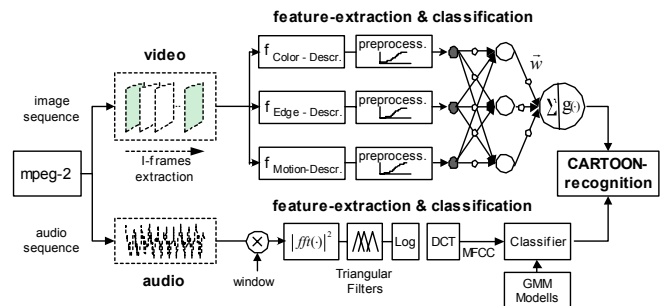 feature-extraction & classification
video
f Color - Descr.
preprocess.
w
image
sequence
f Edge - Descr.
preprocess.
Σ g(·)
I-frames
extraction
f Motion-Descr.
preprocess.
mpeg-2
CARTOON-
recognition
feature-extraction & classification
audio
sequence
|fft(·)|²
Log
DCT
MFCC
Classifier
audio
window
Triangular
Filters
GMM
Modells